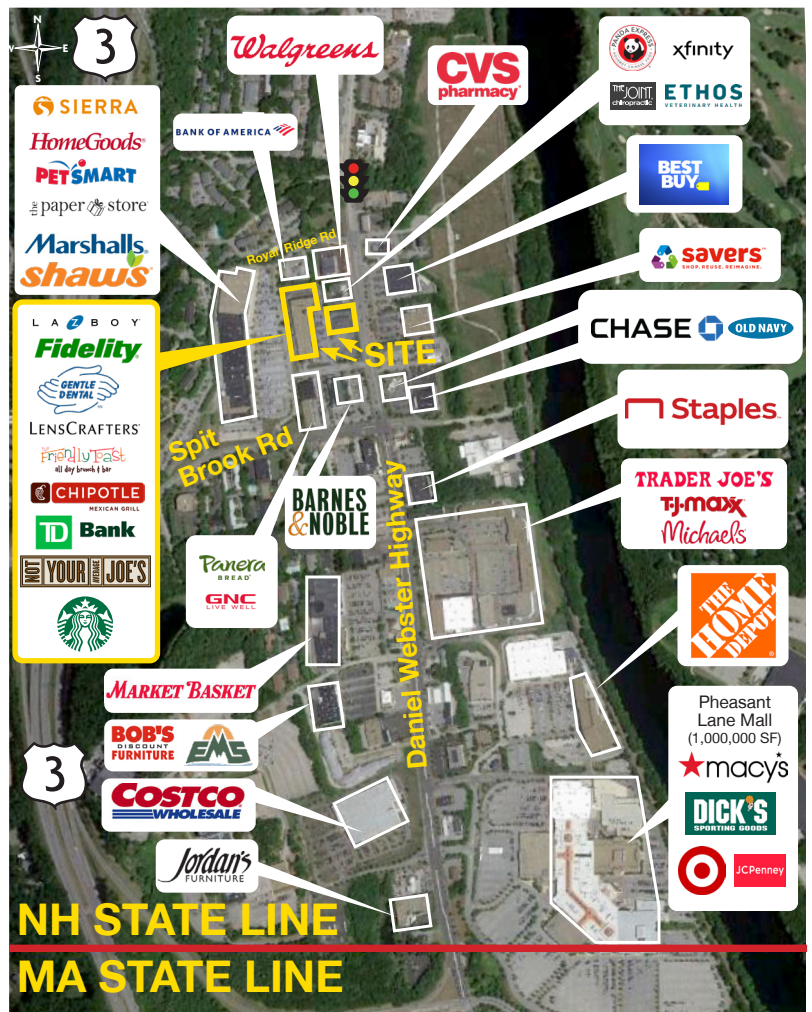 W
E
S
3
Walgreens
CVS
pharmacy
PANDA EXPRESS
xfinity
THE JOINT
chiropractic
ETHOS
VETERINARY HEALTH
SIERRA
HomeGoods
PETSMART
the paper store
Marshalls
shaw's
BANK OF AMERICA
BEST
BUY
savers
SHOP. REUSE. REIMAGINE.
Royal Ridge Rd
LAZBOY
Fidelity
GENTLE
DENTAL
LENSCRAFTERS
the Friendly Toast
all day brunch + bar
CHIPOTLE
MEXICAN GRILL
TD Bank
NOT YOUR AVERAGE JOE'S
SITE
CHASE OLD NAVY
Staples
Spit
Brook Rd
BARNES
&NOBLE
Panera
BREAD
GNC
LIVE WELL
Daniel Webster Highway
TRADER JOE'S
T.J.maxx
Michaels
THE
HOME
DEPOT
MARKET BASKET
BOB'S
DISCOUNT
FURNITURE
EMS
3
COSTCO
WHOLESALE
Jordan's
FURNITURE
Pheasant
Lane Mall
(1,000,000 SF)
macy's
DICK'S
SPORTING GOODS
JCPenney
NH STATE LINE
MA STATE LINE